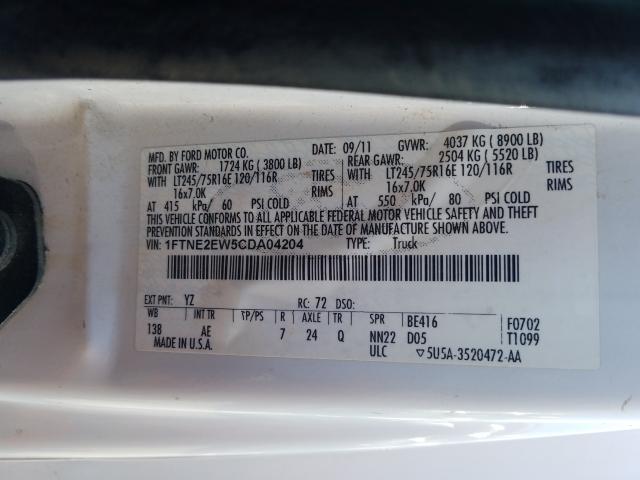 MFD. BY FORD MOTOR CO. 09/11 GVWR: 4037 KG ( 8900 LB)
FRONT GAWR: 1724 KG ( 3800 LB) REAR GAWR: 2504 KG ( 5520 LB)
WITH LT245/75R16E 120/116R TIRES WITH LT245/75R16E 120/116R TIRES
16x7.0K RIMS 16x7.0K RIMS
AT 415 kPa/ 60 PSI COLD AT 550 kPa/ 80 PSI COLD
THIS VEHICLE CONFORMS TO ALL APPLICABLE FEDERAL MOTOR VEHICLE SAFETY AND THEFT
PREVENTION STANDARDS IN EFFECT ON THE DATE OF MANUFACTURE SHOWN ABOVE.
VIN: 1FTNE2EW5CDA04204 TYPE: Truck
EXT PNT: YZ RC: 72 DSO:
WB INT TR TP/PS R AXLE TR SPR BE416 F0702
138 AE 7 24 Q NN22 D05 T1099
MADE IN U.S.A. ULC ▽5U5A-3520472-AA